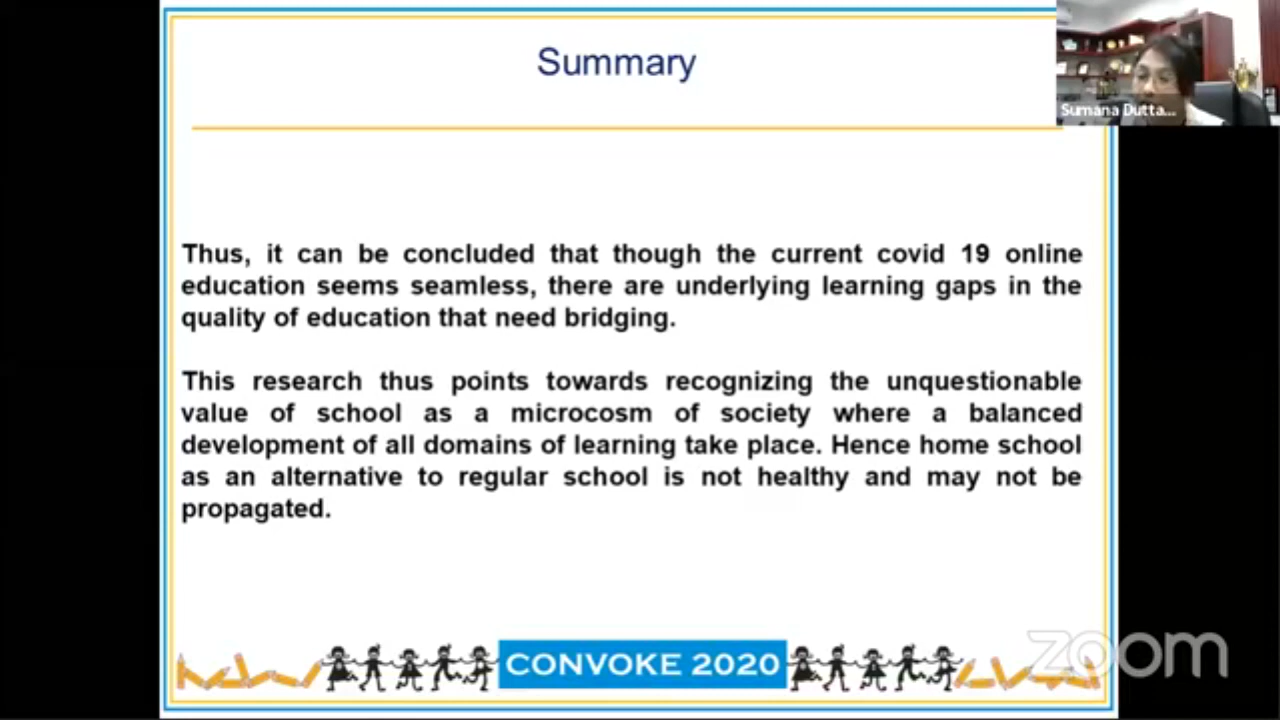 Summary
Sumana Dutta...
Thus, it can be concluded that though the current covid 19 online
education seems seamless, there are underlying learning gaps in the
quality of education that need bridging.
This research thus points towards recognizing the unquestionable
value of school as a microcosm of society where a balanced
development of all domains of learning take place. Hence home school
as an alternative to regular school is not healthy and may not be
propagated.
CONVOKE 2020
zoom